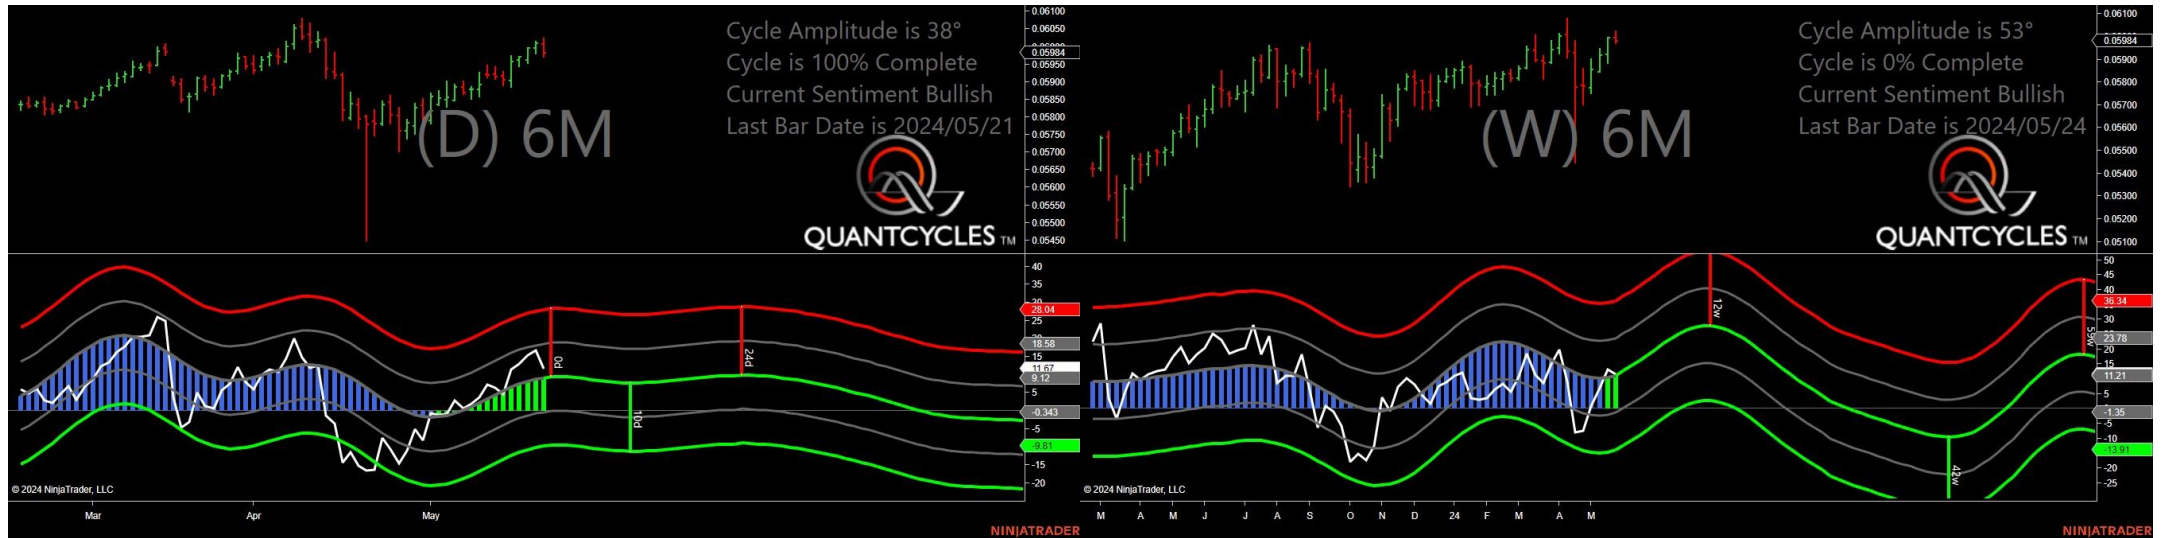 Cycle Amplitude is 38°
Cycle is 100% Complete
Current Sentiment Bullish
Last Bar Date is 2024/05/21
(D) 6M
QUANTCYCLES TM
0.06100
0.06050
0.05984
0.05950
0.05900
0.05850
0.05800
0.05750
0.05700
0.05650
0.05600
0.05550
0.05500
0.05450
40
35
28.04
25
18.58
15
11.67
9.12
5
-0.343
-5
-9.81
-15
-20
0d
10d
24d
© 2024 NinjaTrader, LLC
Mar
Apr
May
NINJATRADER
Cycle Amplitude is 53°
Cycle is 0% Complete
Current Sentiment Bullish
Last Bar Date is 2024/05/24
(W) 6M
QUANTCYCLES TM
0.06100
0.05984
0.05900
0.05800
0.05700
0.05600
0.05500
0.05400
0.05300
0.05200
0.05100
50
45
40
36.34
30
23.78
20
15
11.21
5
-1.35
-5
-10
-13.91
-20
-25
12w
42w
© 2024 NinjaTrader, LLC
M A M J J A S O N D 24 F M A M
NINJATRADER